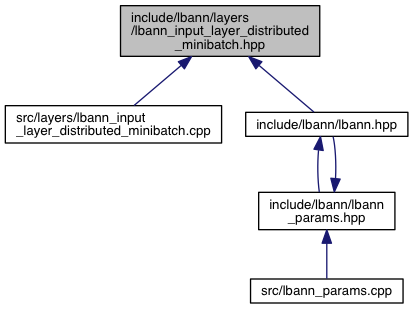 include/lbann/layers
/lbann_input_layer_distributed
_minibatch.hpp
src/layers/lbann_input
_layer_distributed_minibatch.cpp
include/lbann/lbann.hpp
include/lbann/lbann
_params.hpp
src/lbann_params.cpp